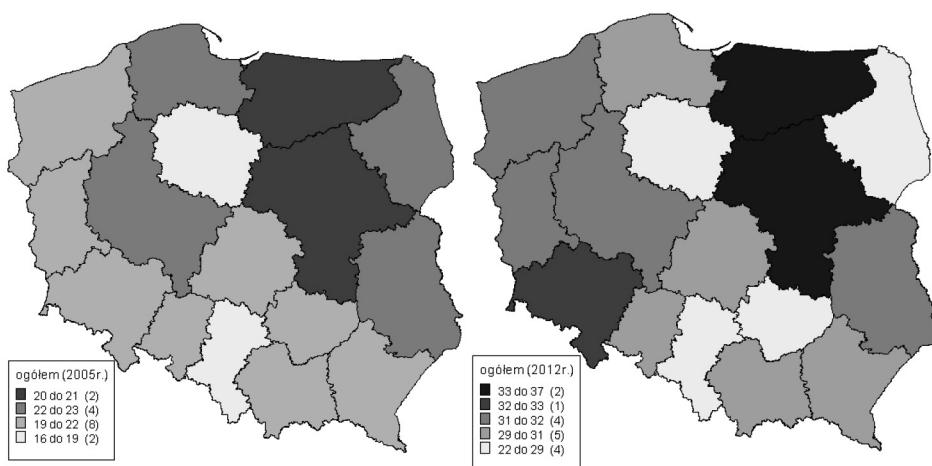 ogółem (2005r.)
20 do 21 (2)
22 do 23 (4)
19 do 22 (8)
16 do 19 (2)
ogółem (2012r.)
33 do 37 (2)
32 do 33 (1)
31 do 32 (4)
29 do 31 (5)
22 do 29 (4)